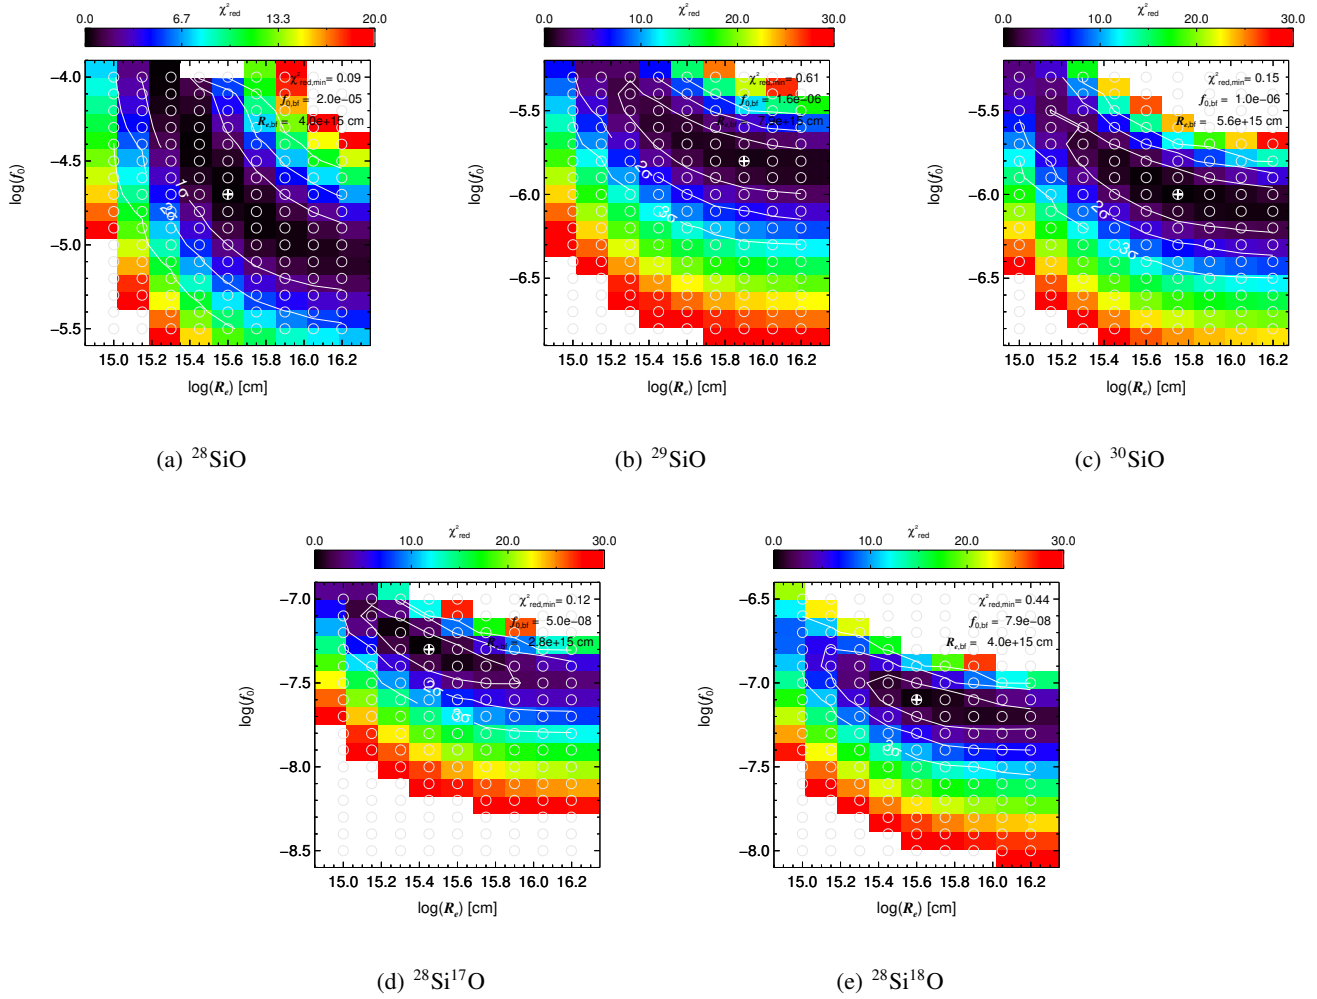 χ²red
0.0 6.7 13.3 20.0
χ²red,min = 0.09
f0,bf = 2.0e−05
Re,bf = 4.0e+15 cm
1σ
2σ
−4.0
−4.5
−5.0
−5.5
log(f0)
15.0 15.2 15.4 15.6 15.8 16.0 16.2
log(Re) [cm]
(a) ²⁸SiO
χ²red
0.0 10.0 20.0 30.0
χ²red,min = 0.61
f0,bf = 1.6e−06
7.9e+15 cm
2σ
3σ
−5.5
−6.0
−6.5
log(f0)
15.0 15.2 15.4 15.6 15.8 16.0 16.2
log(Re) [cm]
(b) ²⁹SiO
χ²red
0.0 10.0 20.0 30.0
χ²red,min = 0.15
f0,bf = 1.0e−06
Re,bf = 5.6e+15 cm
2σ
3σ
−5.5
−6.0
−6.5
log(f0)
15.0 15.2 15.4 15.6 15.8 16.0 16.2
log(Re) [cm]
(c) ³⁰SiO
χ²red
0.0 10.0 20.0 30.0
χ²red,min = 0.12
f0,bf = 5.0e−08
= 2.8e+15 cm
2σ
3σ
−7.0
−7.5
−8.0
−8.5
log(f0)
15.0 15.2 15.4 15.6 15.8 16.0 16.2
log(Re) [cm]
(d) ²⁸Si¹⁷O
χ²red
0.0 10.0 20.0 30.0
χ²red,min = 0.44
f0,bf = 7.9e−08
Re,bf = 4.0e+15 cm
3σ
−6.5
−7.0
−7.5
−8.0
log(f0)
15.0 15.2 15.4 15.6 15.8 16.0 16.2
log(Re) [cm]
(e) ²⁸Si¹⁸O